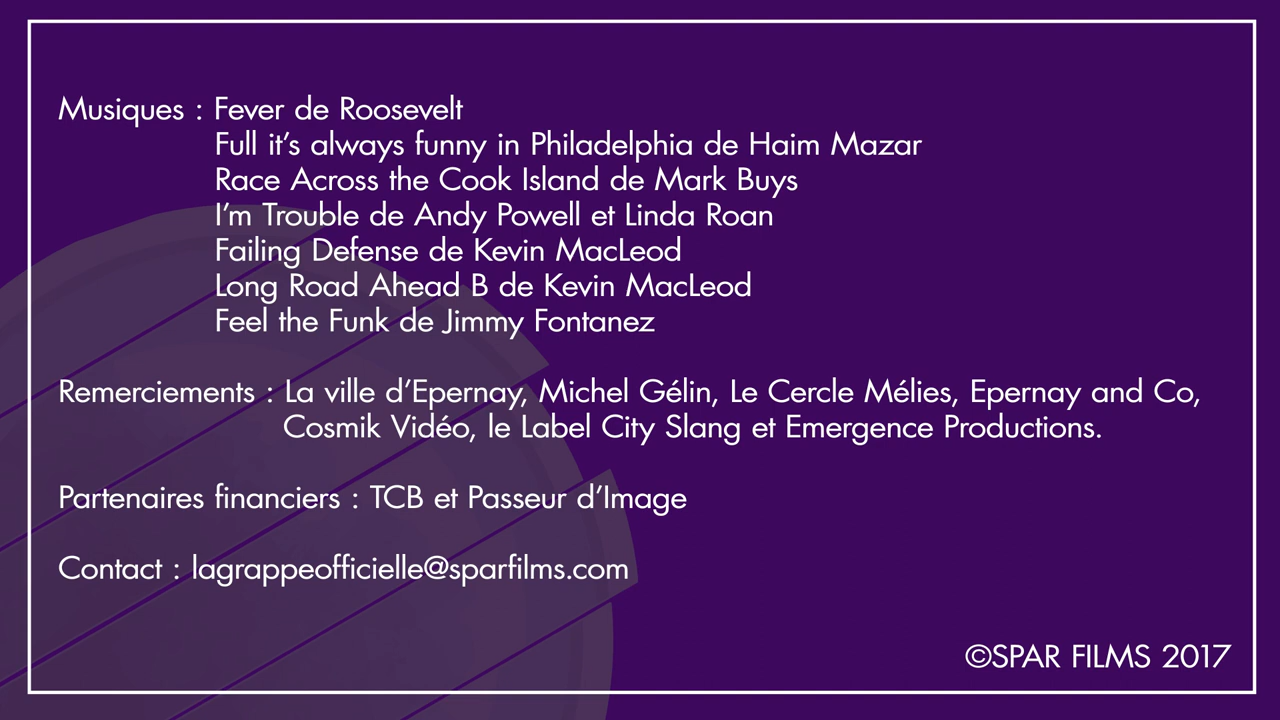 Musiques : Fever de Roosevelt
Full it's always funny in Philadelphia de Haim Mazar
Race Across the Cook Island de Mark Buys
I'm Trouble de Andy Powell et Linda Roan
Failing Defense de Kevin MacLeod
Long Road Ahead B de Kevin MacLeod
Feel the Funk de Jimmy Fontanez
Remerciements : La ville d'Epernay, Michel Gélin, Le Cercle Mélies, Epernay and Co,
Cosmik Vidéo, le Label City Slang et Emergence Productions.
Partenaires financiers : TCB et Passeur d'Image
Contact : lagrappeofficielle@sparfilms.com
©SPAR FILMS 2017